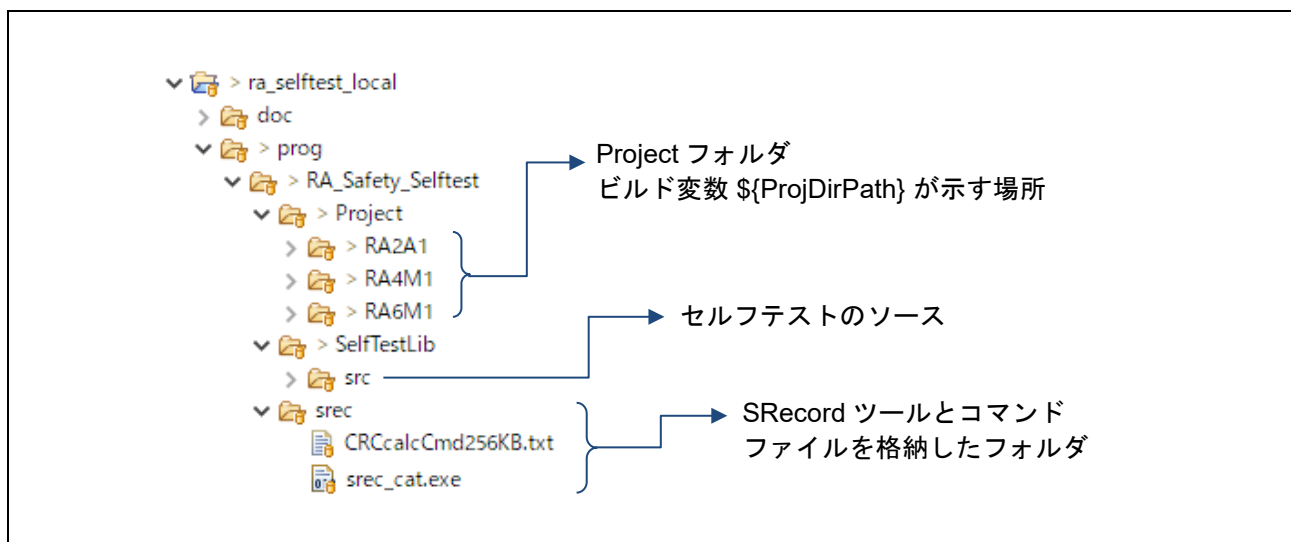 > ra_selftest_local
doc
> prog
Project フォルダ
ビルド変数 ${ProjDirPath} が示す場所
> RA_Safety_Selftest
> Project
> RA2A1
> RA4M1
> RA6M1
セルフテストのソース
> SelfTestLib
src
srec
SRecord ツールとコマンド
ファイルを格納したフォルダ
CRCcalcCmd256KB.txt
srec_cat.exe